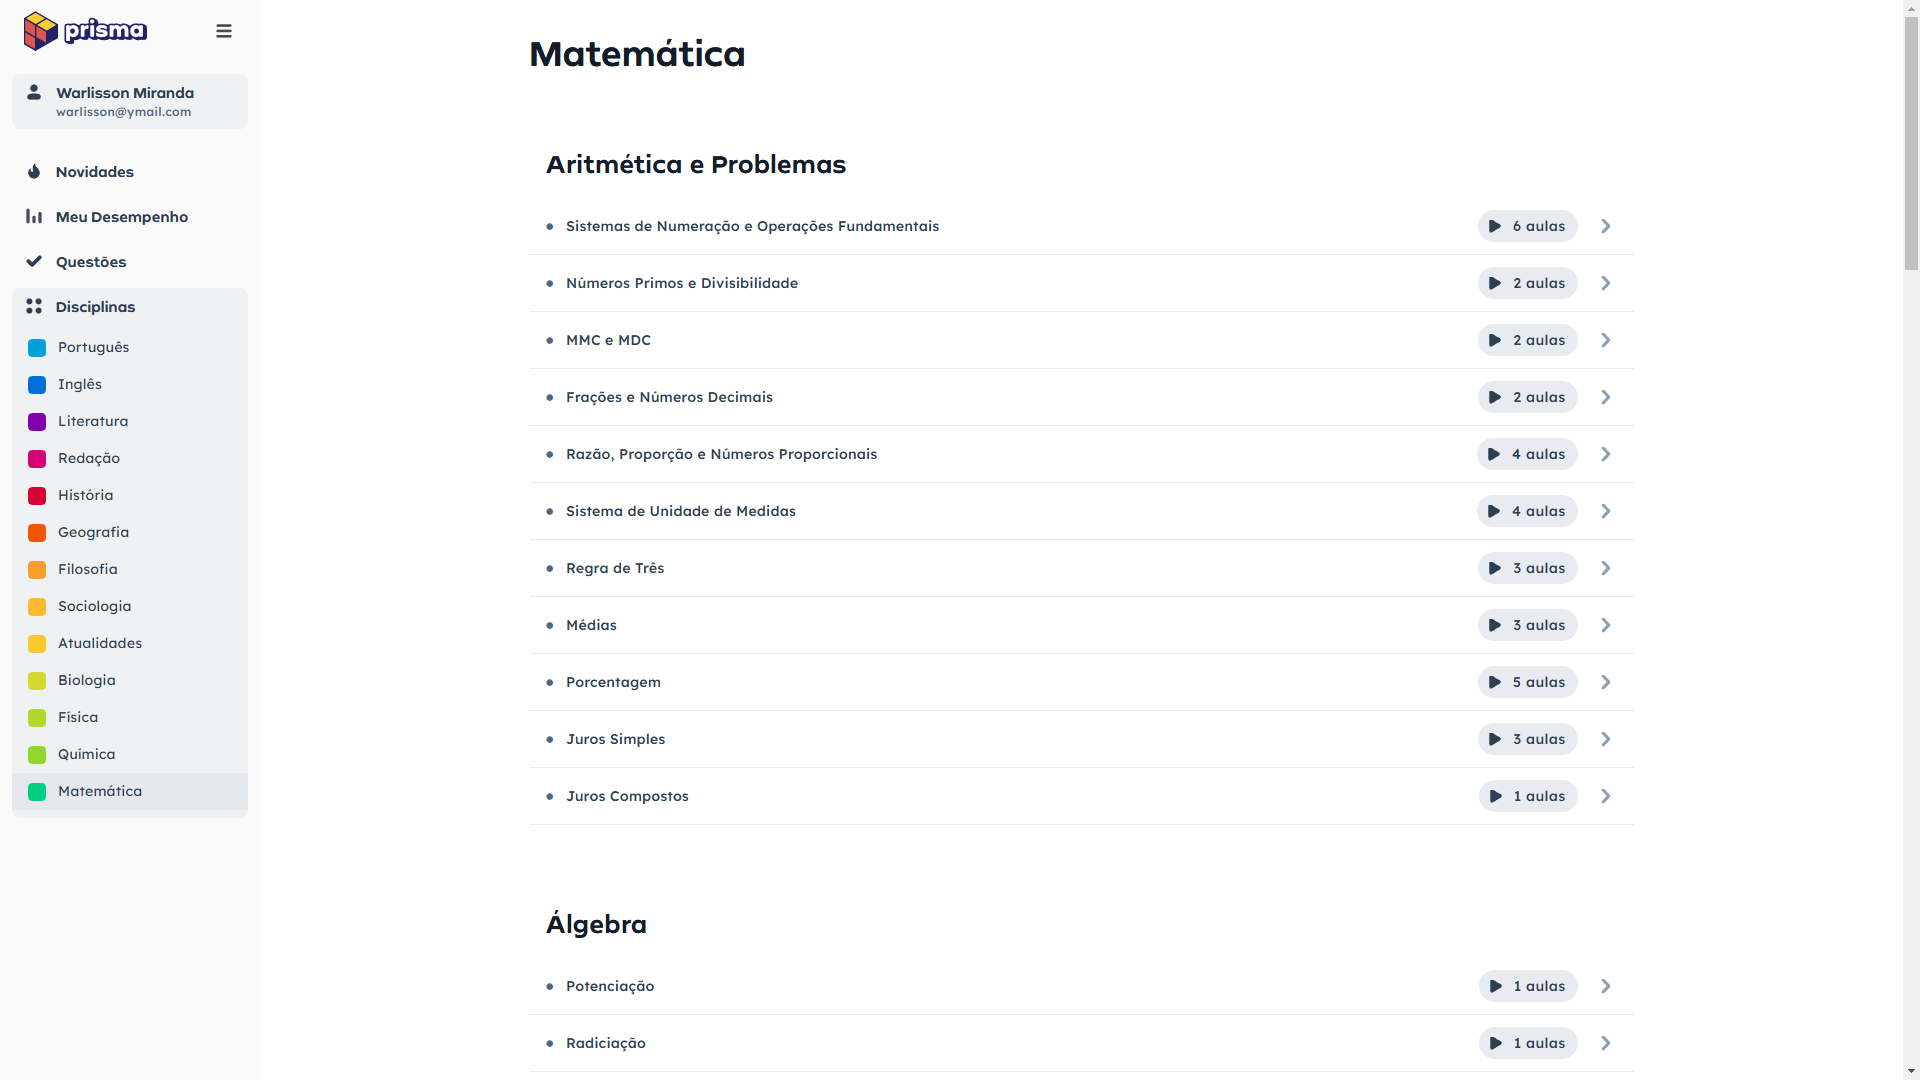 prisma
Warlisson Miranda
warlisson@ymail.com
Novidades
Meu Desempenho
Questões
Disciplinas
Português
Inglês
Literatura
Redação
História
Geografia
Filosofia
Sociologia
Atualidades
Biologia
Física
Química
Matemática
Matemática
Aritmética e Problemas
Sistemas de Numeração e Operações Fundamentais 6 aulas
Números Primos e Divisibilidade 2 aulas
MMC e MDC 2 aulas
Frações e Números Decimais 2 aulas
Razão, Proporção e Números Proporcionais 4 aulas
Sistema de Unidade de Medidas 4 aulas
Regra de Três 3 aulas
Médias 3 aulas
Porcentagem 5 aulas
Juros Simples 3 aulas
Juros Compostos 1 aulas
Álgebra
Potenciação 1 aulas
Radiciação 1 aulas